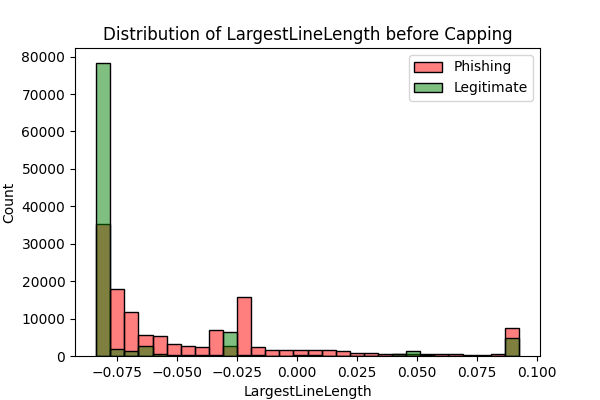 Distribution of LargestLineLength before Capping
Phishing
Legitimate
Count
80000
70000
60000
50000
40000
30000
20000
10000
0
−0.075 −0.050 −0.025 0.000 0.025 0.050 0.075 0.100
LargestLineLength